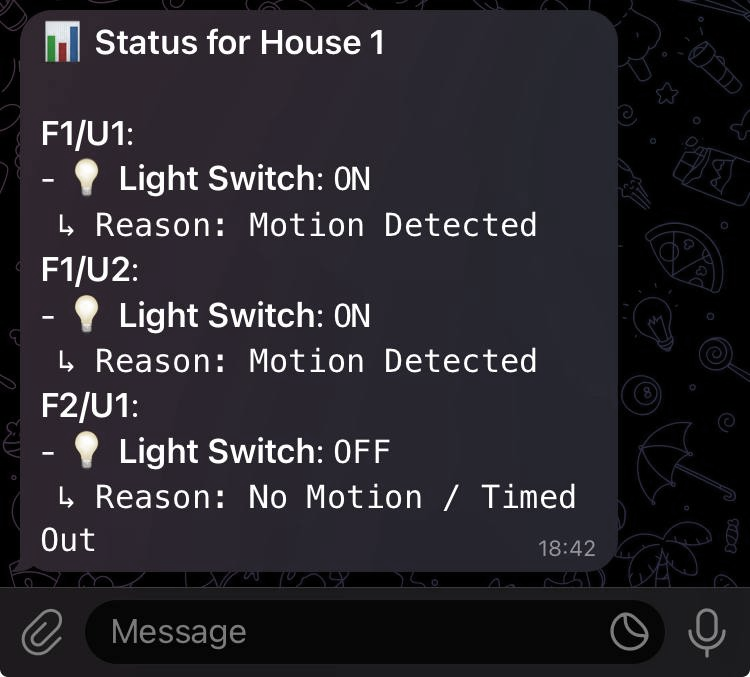 📊 Status for House 1
F1/U1:
- 💡 Light Switch: ON
↳ Reason: Motion Detected
F1/U2:
- 💡 Light Switch: ON
↳ Reason: Motion Detected
F2/U1:
- 💡 Light Switch: OFF
↳ Reason: No Motion / Timed
Out
18:42
Message